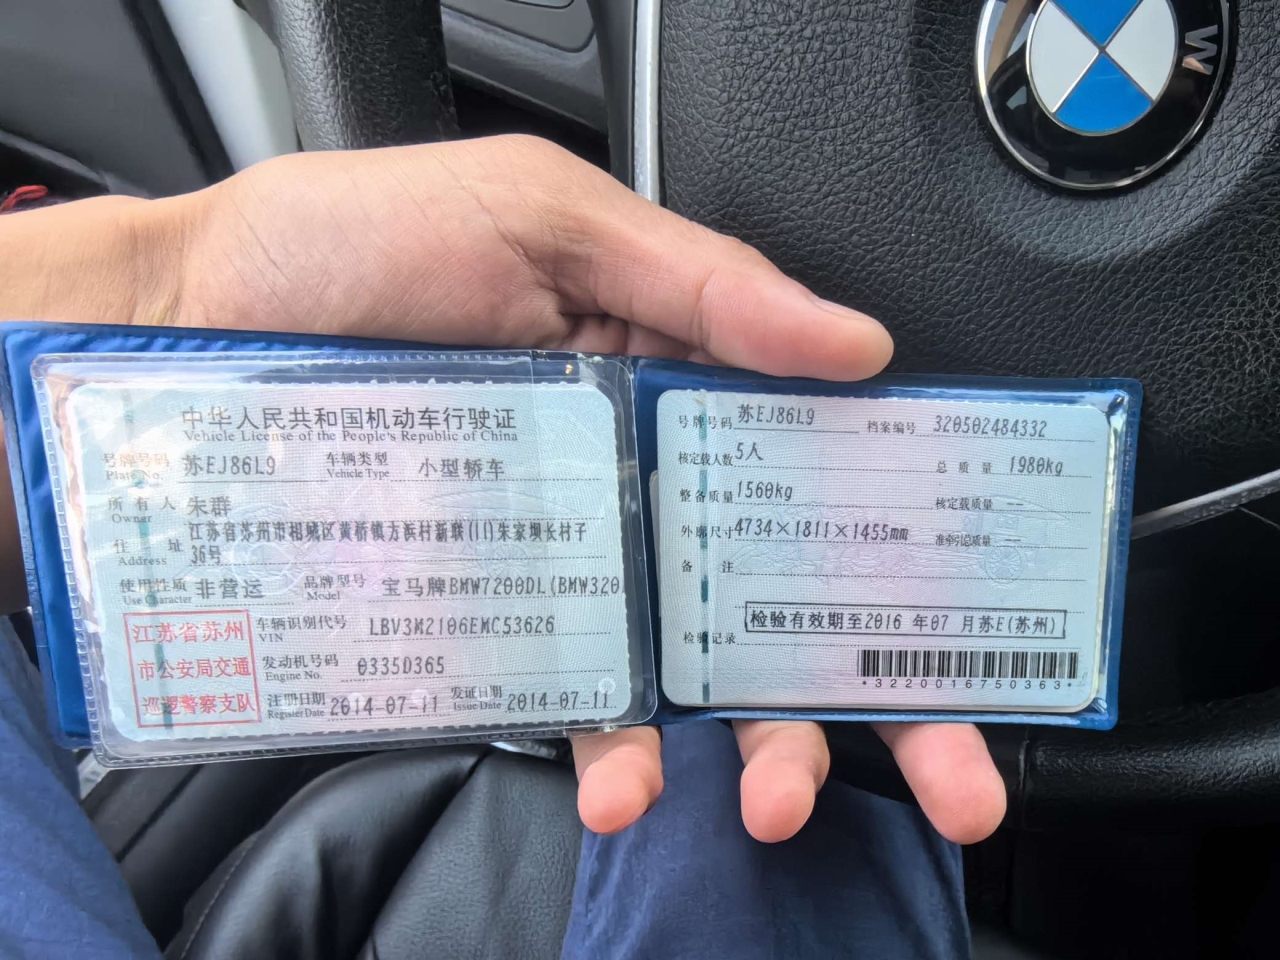 W
中华人民共和国机动车行驶证
Vehicle License of the People's Republic of China
号牌号码 苏EJ86L9 车辆类型 小型轿车
Plate No. Vehicle Type
所有人 朱群
Owner
住址 江苏省苏州市相城区黄桥镇方浜村新联(11)朱家坝长村子
Address 36号
使用性质 非营运 品牌型号 宝马牌BMW7200DL(BMW320
Use Character Model
江苏省苏州
市公安局交通
巡逻警察支队
车辆识别代号 LBV3M2106EMC53626
VIN
发动机号码 0335D365
Engine No.
注册日期 2014-07-11 发证日期 2014-07-11
Register Date Issue Date
号牌号码 苏EJ86L9 档案编号 320502484332
核定载人数 5人 总质量 1980kg
整备质量 1560kg 核定载质量 --
外廓尺寸 4734×1811×1455mm 准牵引总质量 --
备注
检验记录 检验有效期至2016 年07 月苏E(苏州)
*3220016750363*